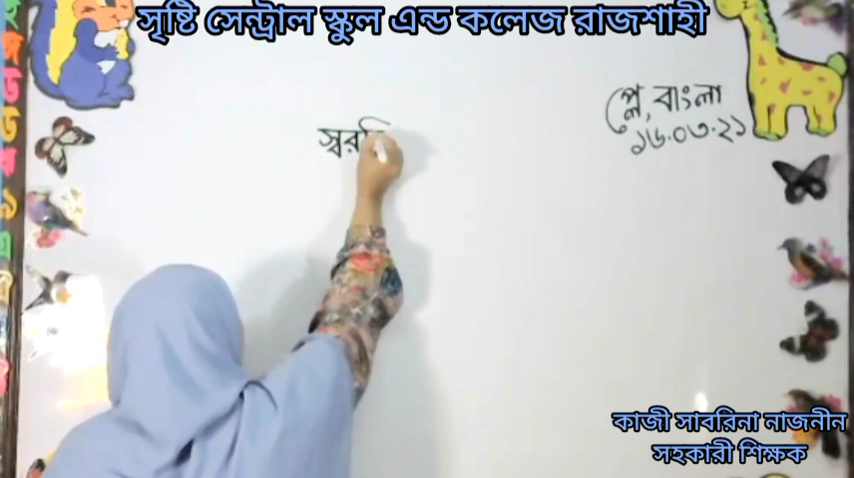 সৃষ্টি সেন্ট্রাল স্কুল এন্ড কলেজ রাজশাহী
প্লে, বাংলা
১৬.০৩.২১
কাজী সাবরিনা নাজনীন
সহকারী শিক্ষক